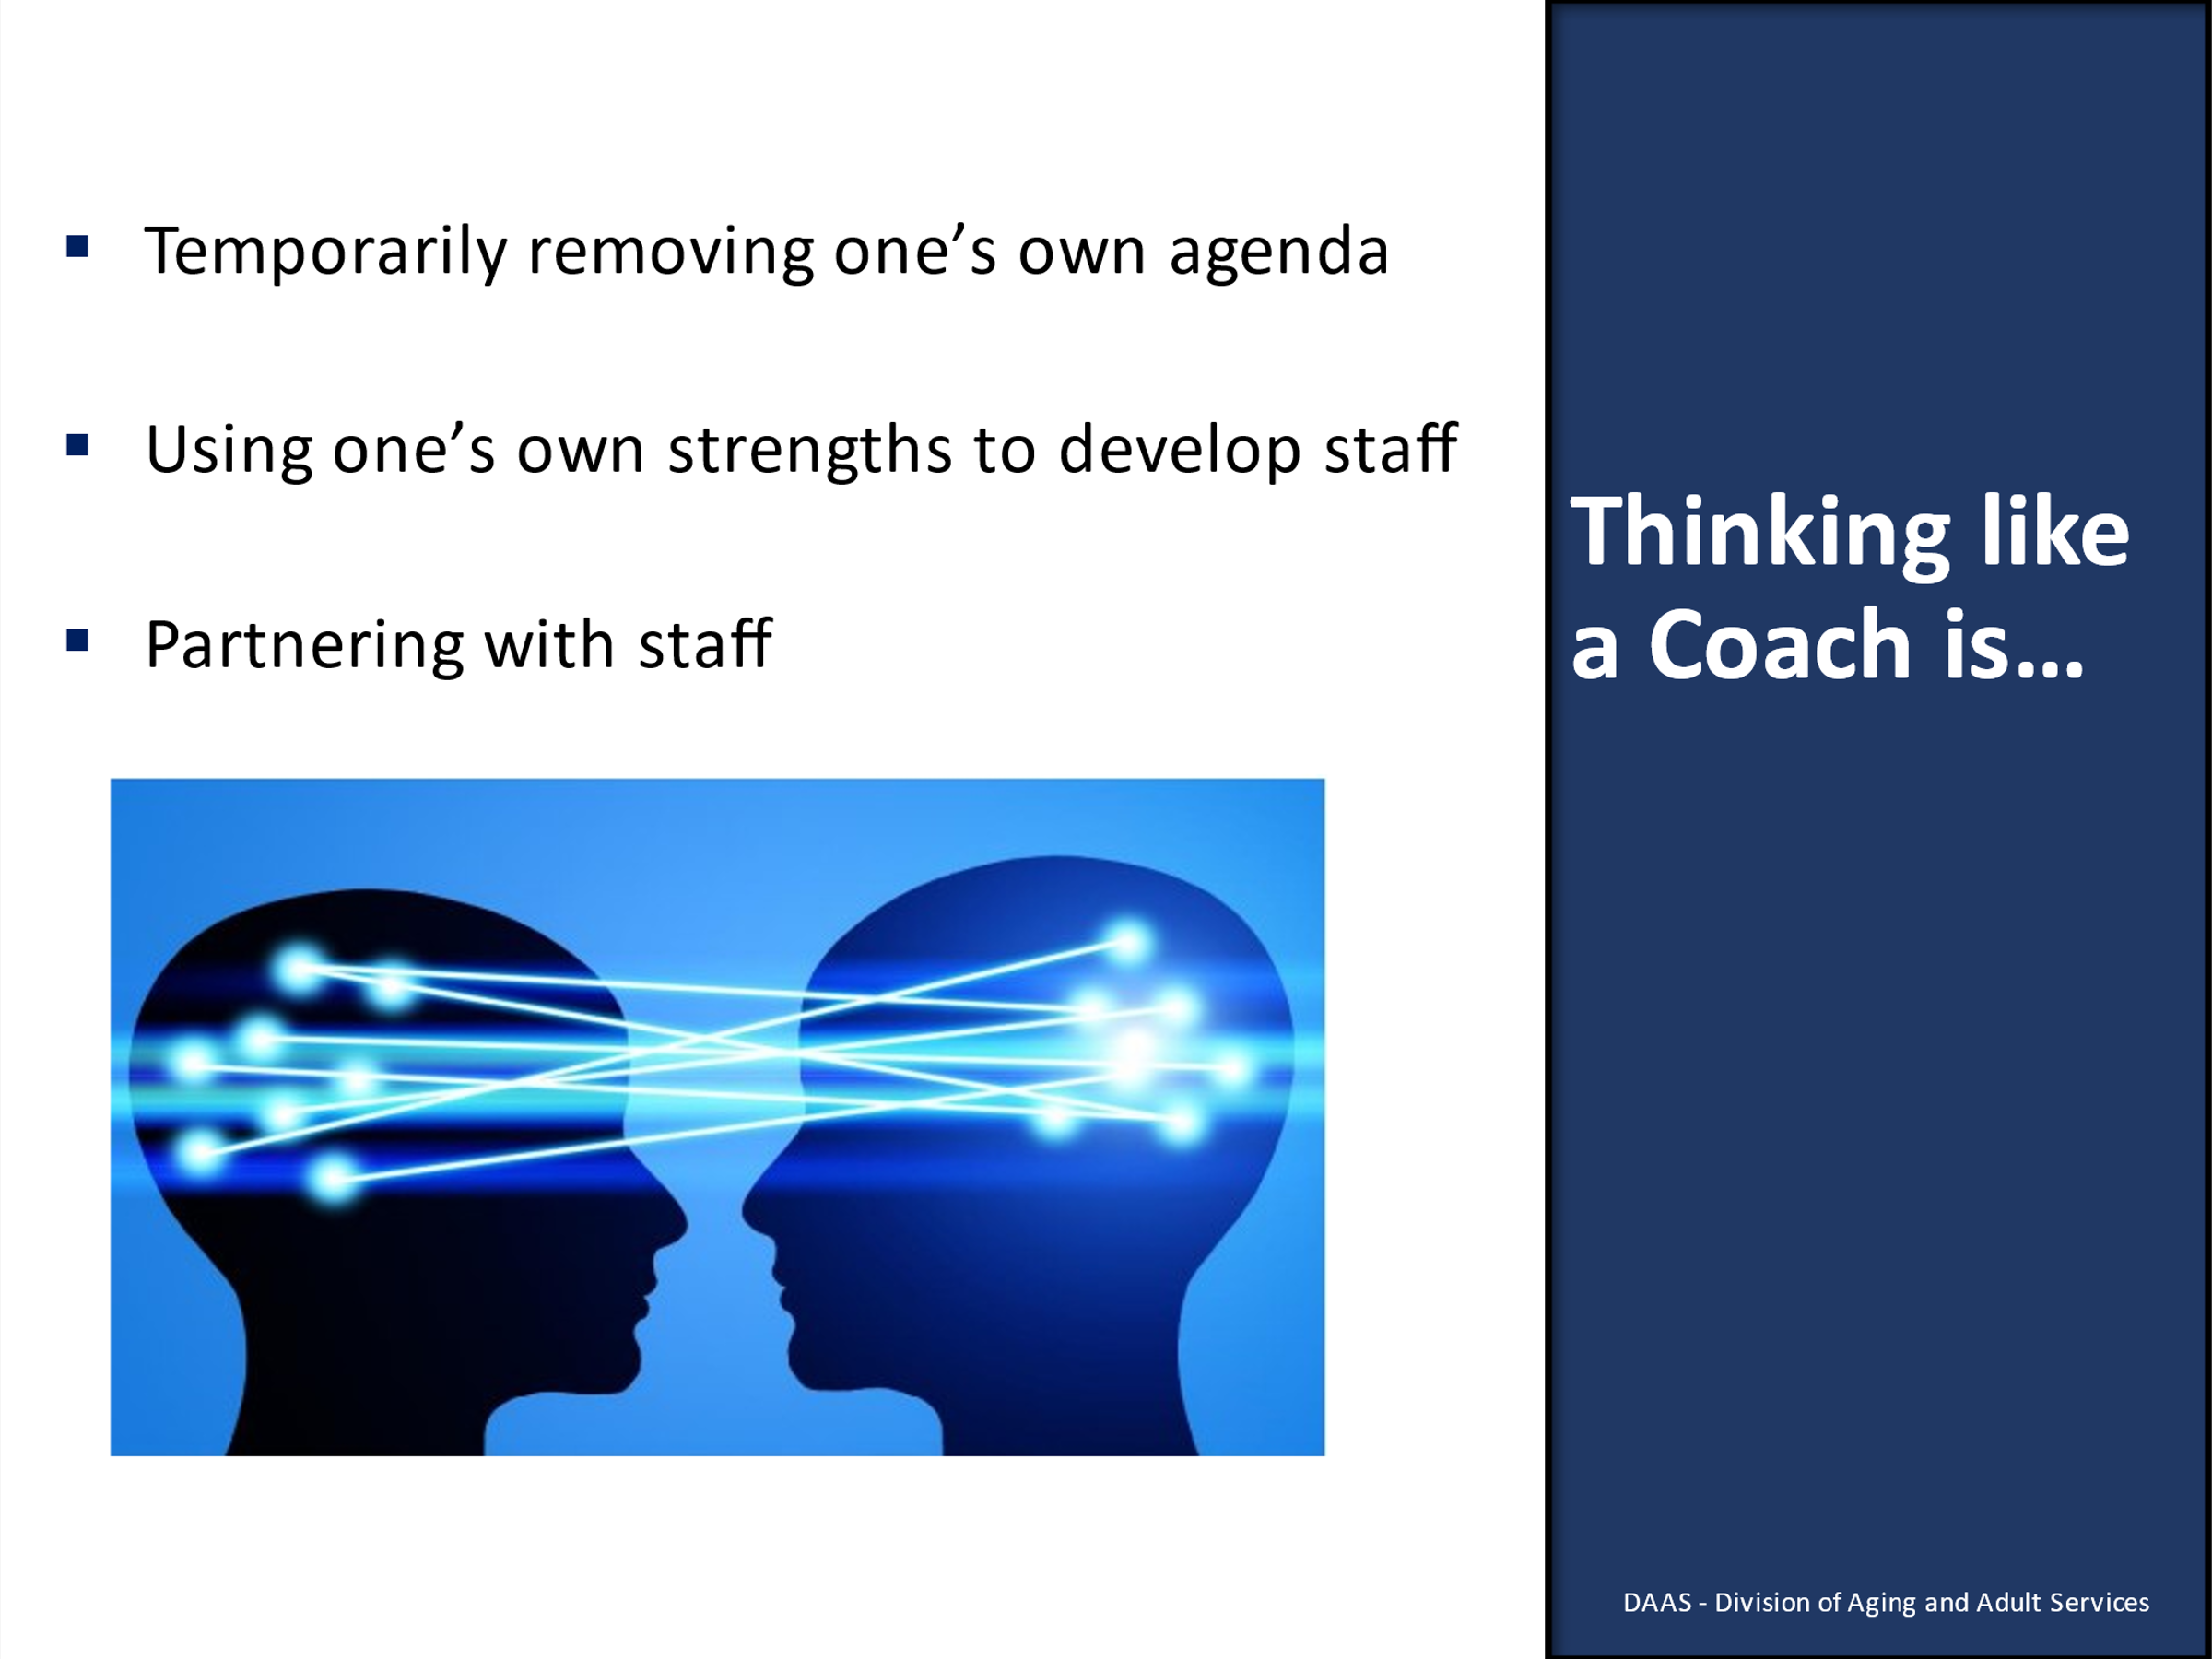 Temporarily removing one’s own agenda
Using one’s own strengths to develop staff
Partnering with staff
Thinking like
a Coach is...
DAAS - Division of Aging and Adult Services